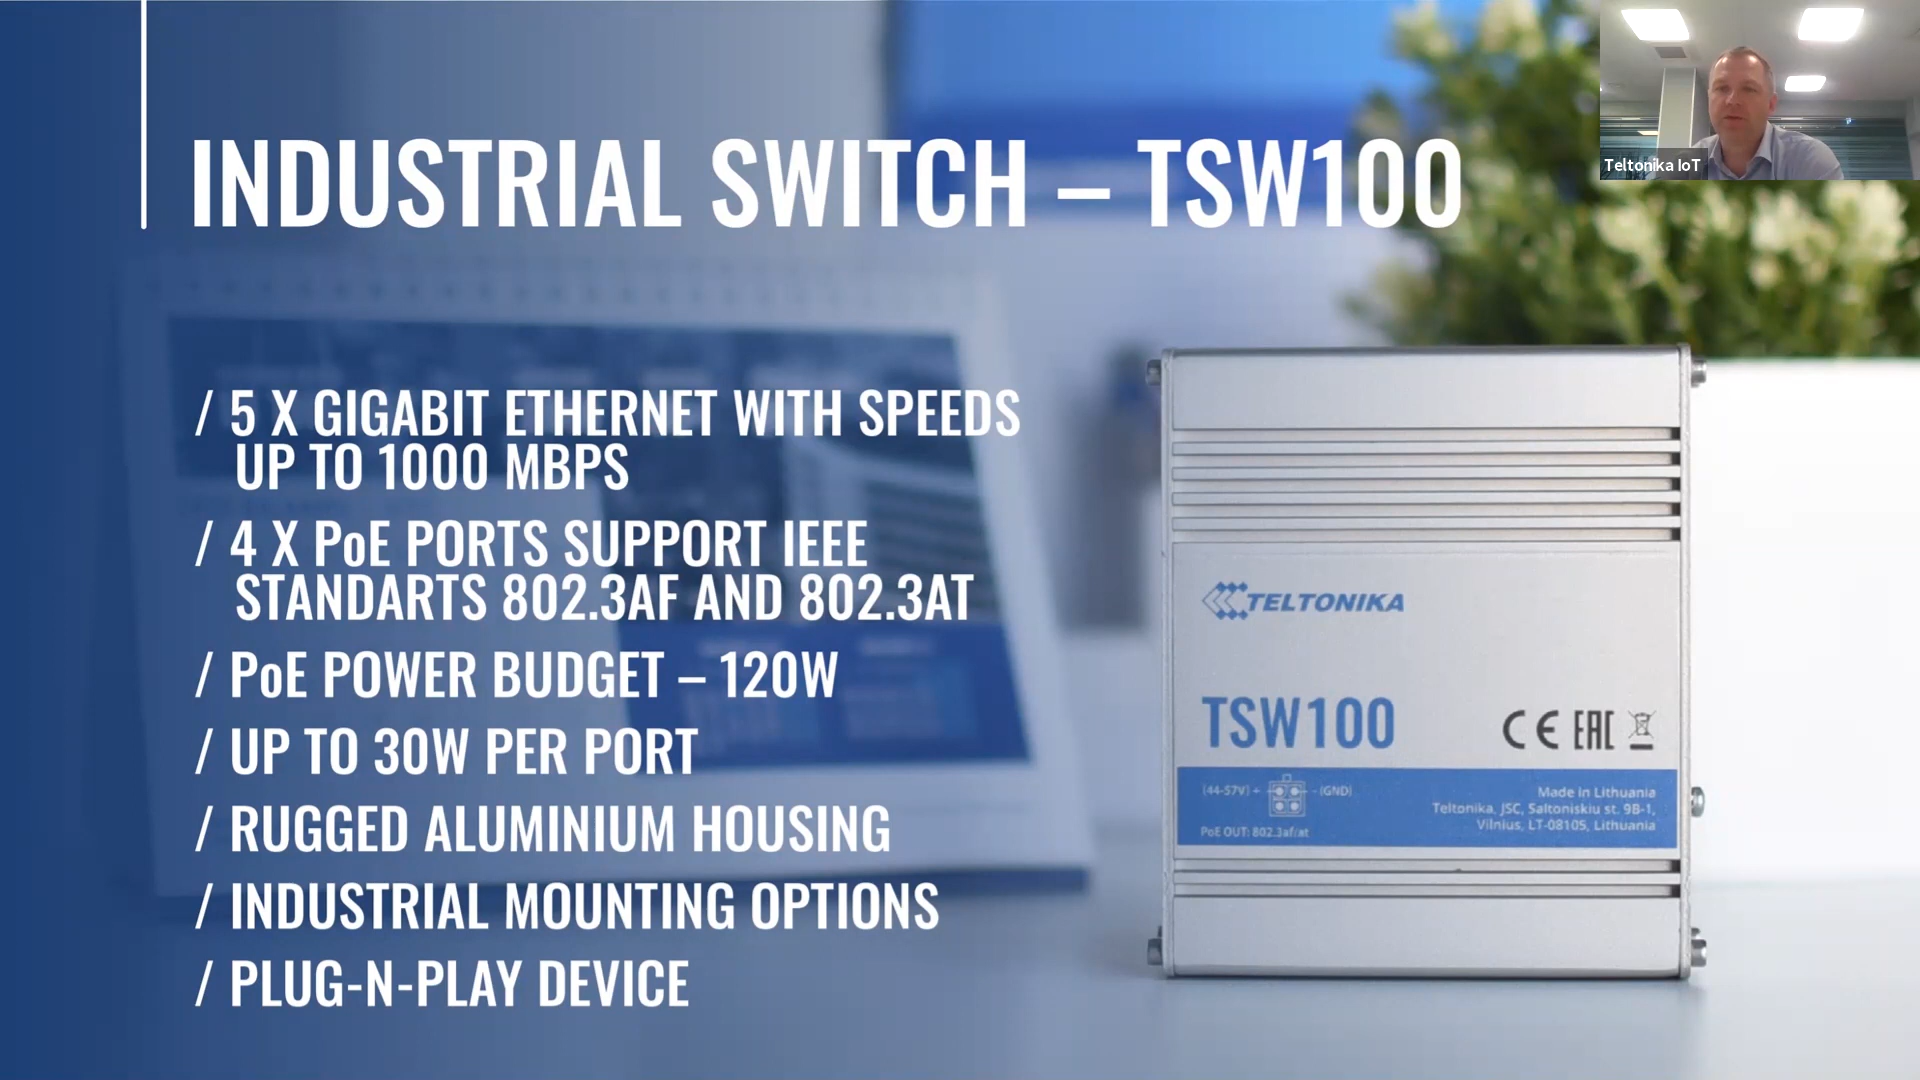 INDUSTRIAL SWITCH – TSW100
Teltonika IoT
/ 5 X GIGABIT ETHERNET WITH SPEEDS
UP TO 1000 MBPS
/ 4 X PoE PORTS SUPPORT IEEE
STANDARTS 802.3AF AND 802.3AT
/ PoE POWER BUDGET – 120W
/ UP TO 30W PER PORT
/ RUGGED ALUMINIUM HOUSING
/ INDUSTRIAL MOUNTING OPTIONS
/ PLUG-N-PLAY DEVICE
TELTONIKA
TSW100
CE EAC
(44-57V) + - (GND)
PoE OUT: 802.3af/at
Made in Lithuania
Teltonika, JSC, Saltoniskiu st. 9B-1,
Vilnius, LT-08105, Lithuania